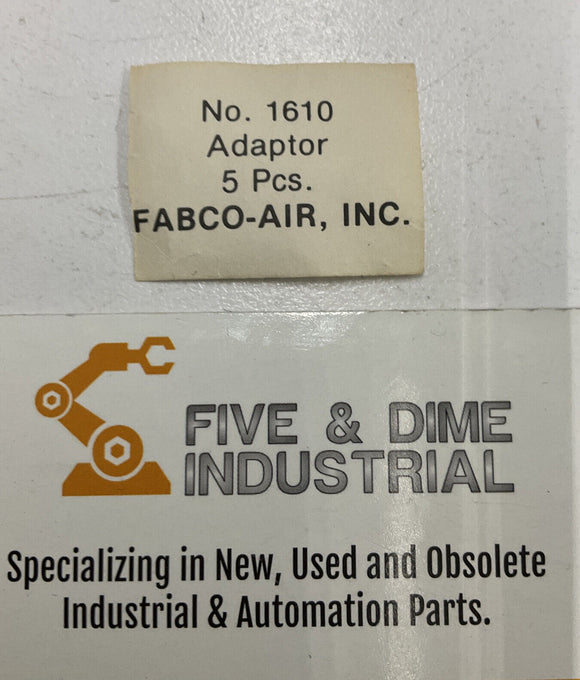 No. 1610
Adaptor
5 Pcs.
FABCO-AIR, INC.
FIVE & DIME
INDUSTRIAL
Specializing in New, Used and Obsolete
Industrial & Automation Parts.